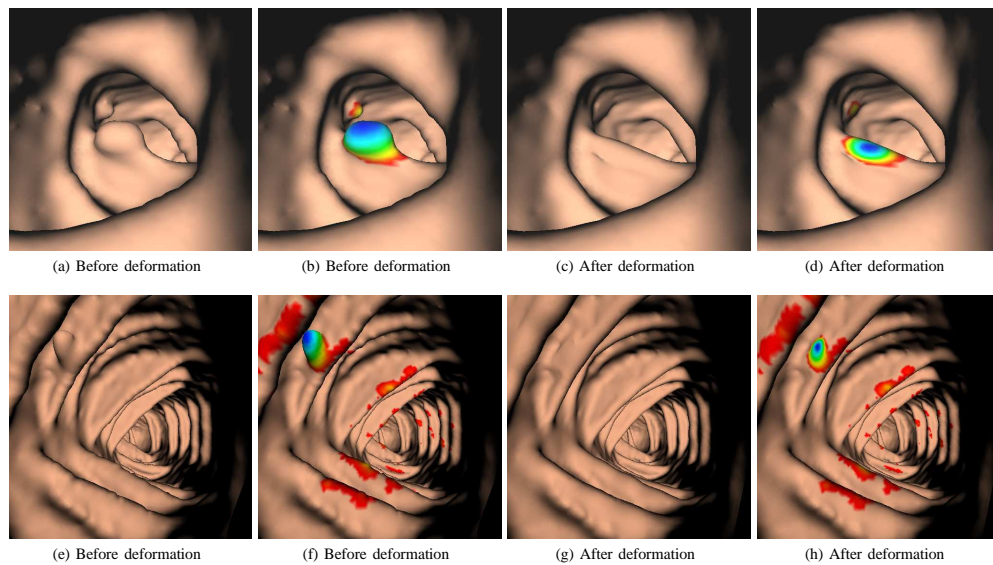 (a) Before deformation
(b) Before deformation
(c) After deformation
(d) After deformation
(e) Before deformation
(f) Before deformation
(g) After deformation
(h) After deformation